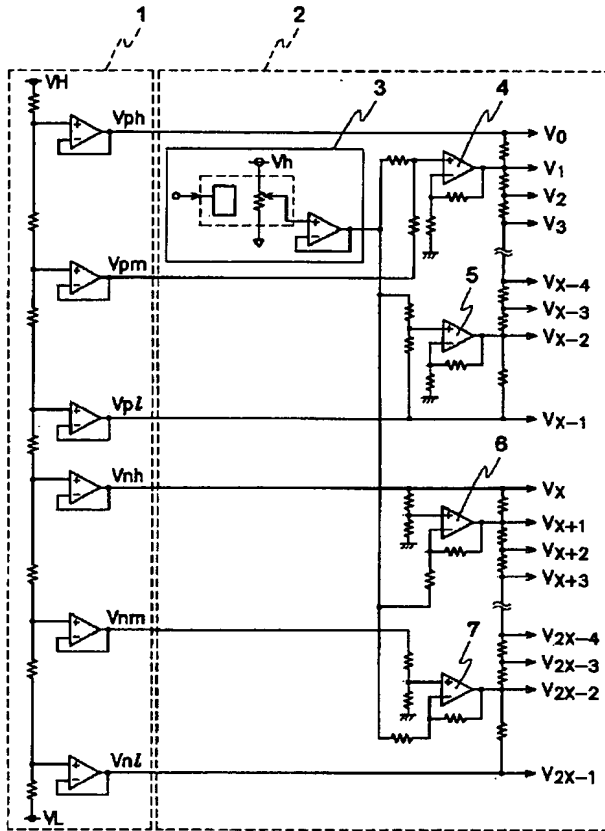 1
2
VH
Vph
3
4
V0
Vh
V1
V2
V3
Vpm
5
VX-4
VX-3
VX-2
Vpl
VX-1
Vnh
6
VX
VX+1
VX+2
VX+3
Vnm
7
V2X-4
V2X-3
V2X-2
Vnl
V2X-1
VL